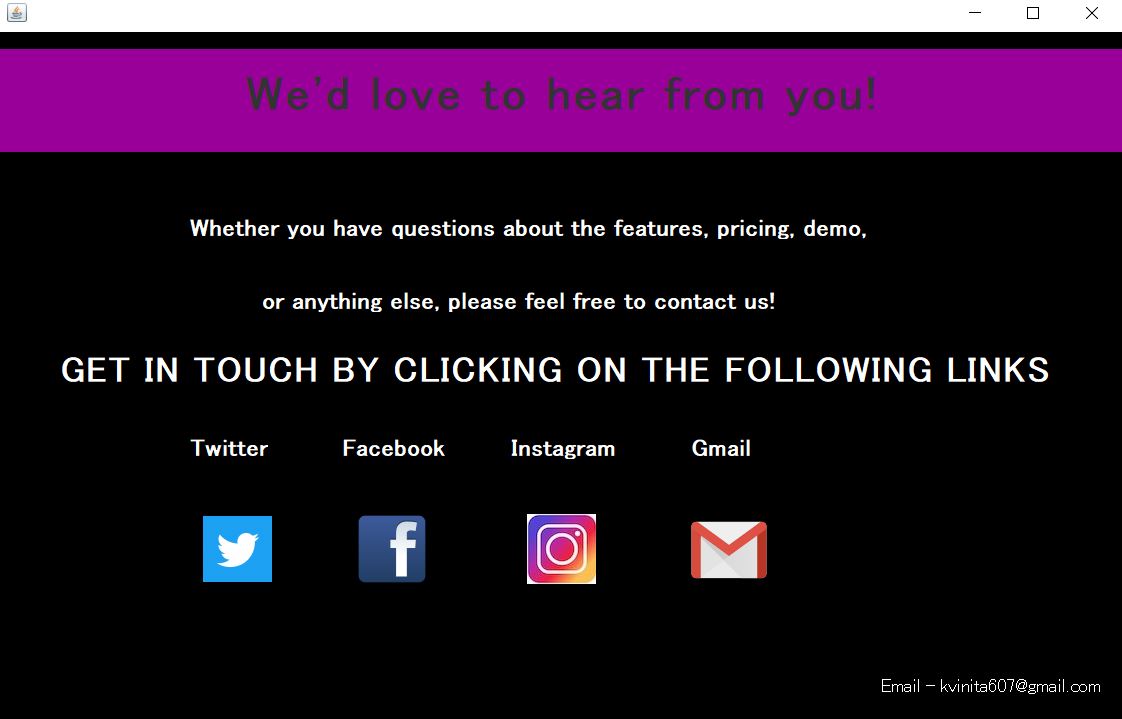 We'd love to hear from you!
Whether you have questions about the features, pricing, demo,
or anything else, please feel free to contact us!
GET IN TOUCH BY CLICKING ON THE FOLLOWING LINKS
Twitter Facebook Instagram Gmail
Email - kvinita607@gmail.com